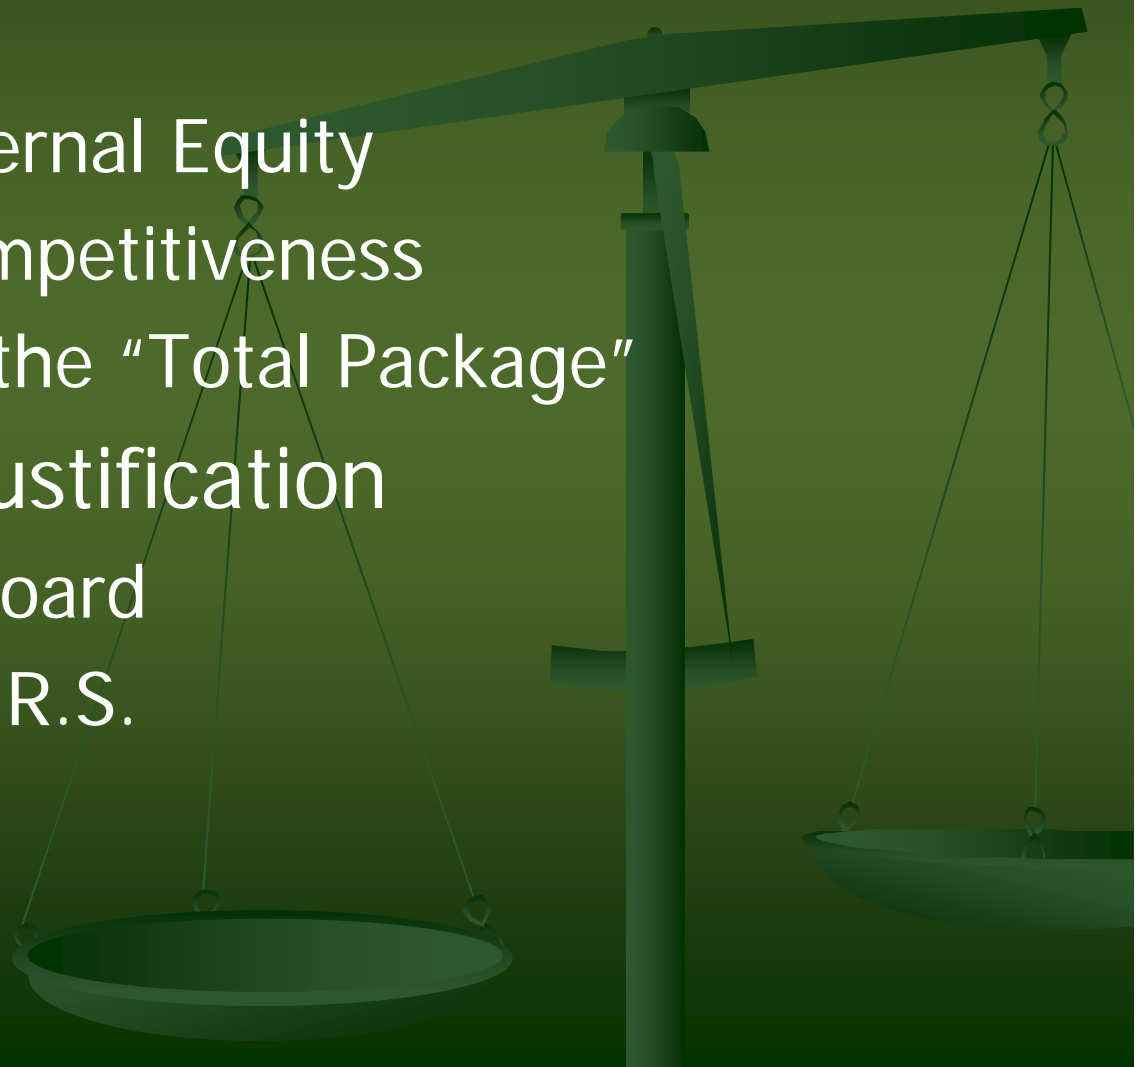 ernal Equity
mpetitiveness
the “Total Package”
ustification
oard
R.S.